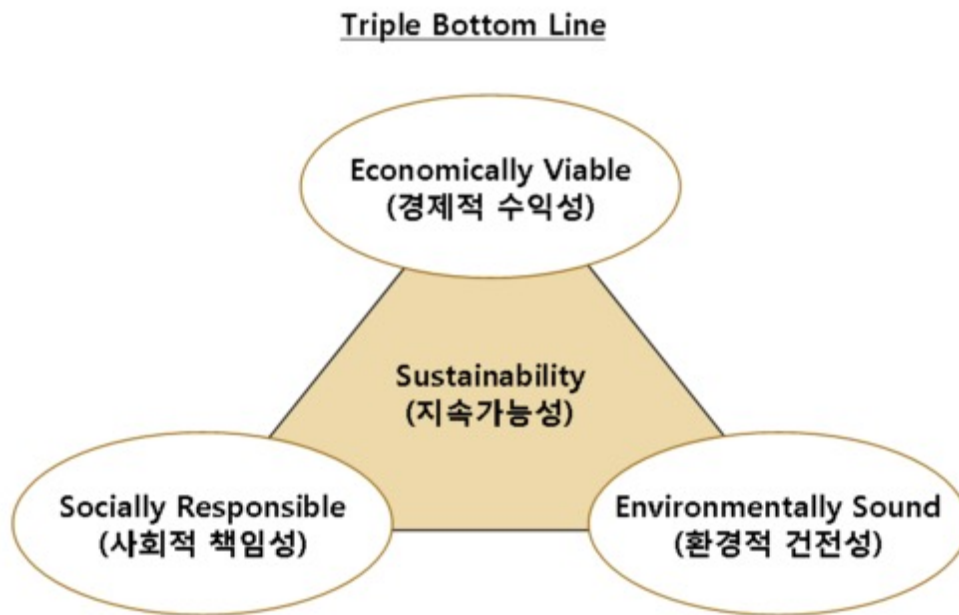 Triple Bottom Line
Economically Viable
(경제적 수익성)
Sustainability
(지속가능성)
Socially Responsible
(사회적 책임성)
Environmentally Sound
(환경적 건전성)